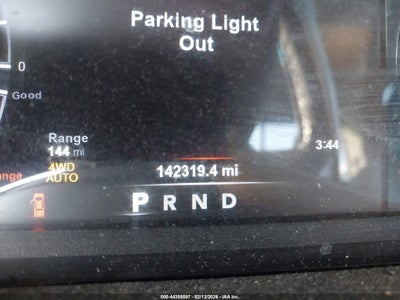 Parking Light
Out
0
Good
Range
144 mi
4WD
AUTO
142319.4 mi
3:44
P R N D
000-44358597 - 02/13/2026 - IAA, Inc.